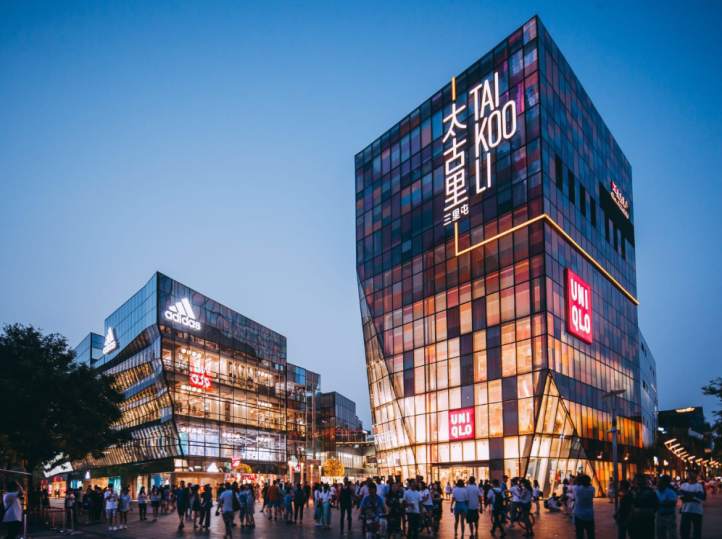 太古里
三里屯
TAI
KOO
LI
UNI
QLO
UNI
QLO
adidas